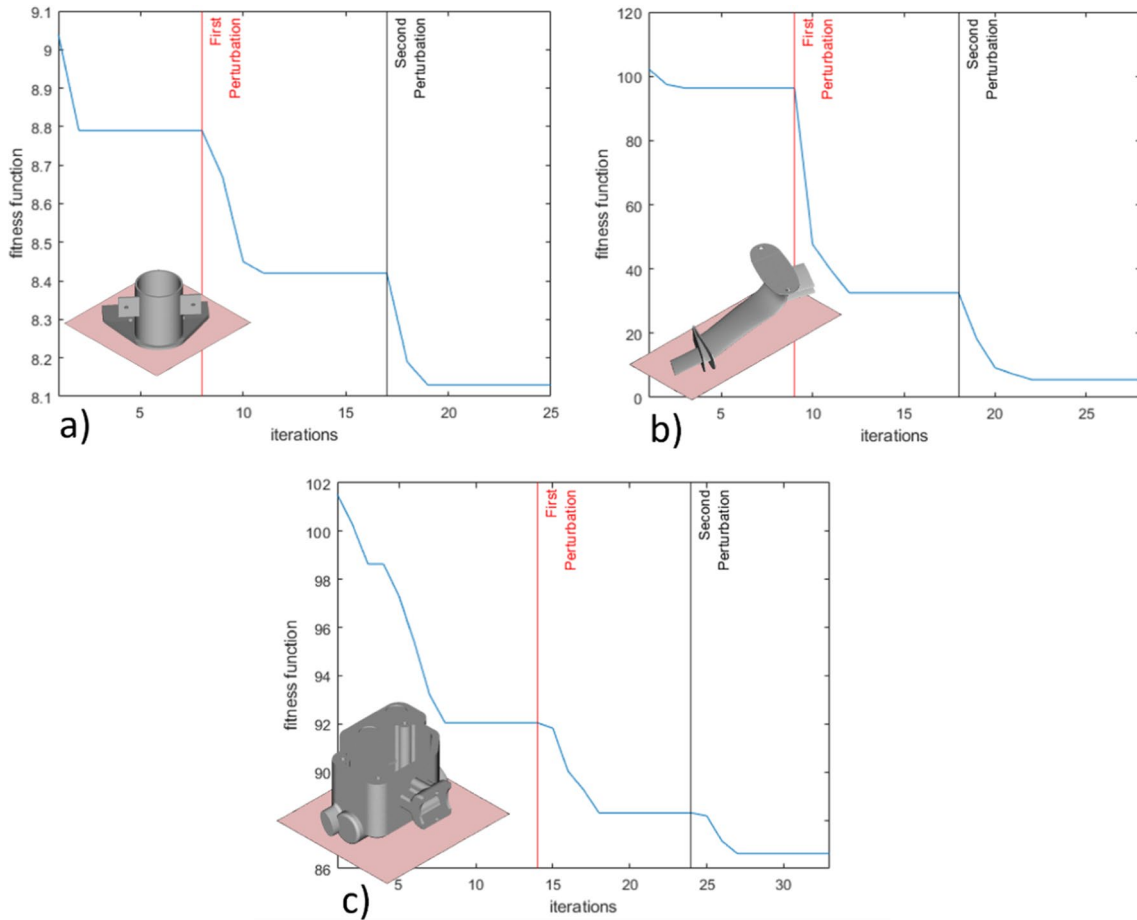 9.1
9
8.9
8.8
8.7
8.6
8.5
8.4
8.3
8.2
8.1
fitness function
First
Perturbation
Second
Perturbation
5
10
15
20
25
iterations
a)
120
100
80
60
40
20
0
fitness function
First
Perturbation
Second
Perturbation
5
10
15
20
25
iterations
b)
102
100
98
96
94
92
90
86
fitness function
First
Perturbation
Second
Perturbation
5
10
15
20
25
30
iterations
c)